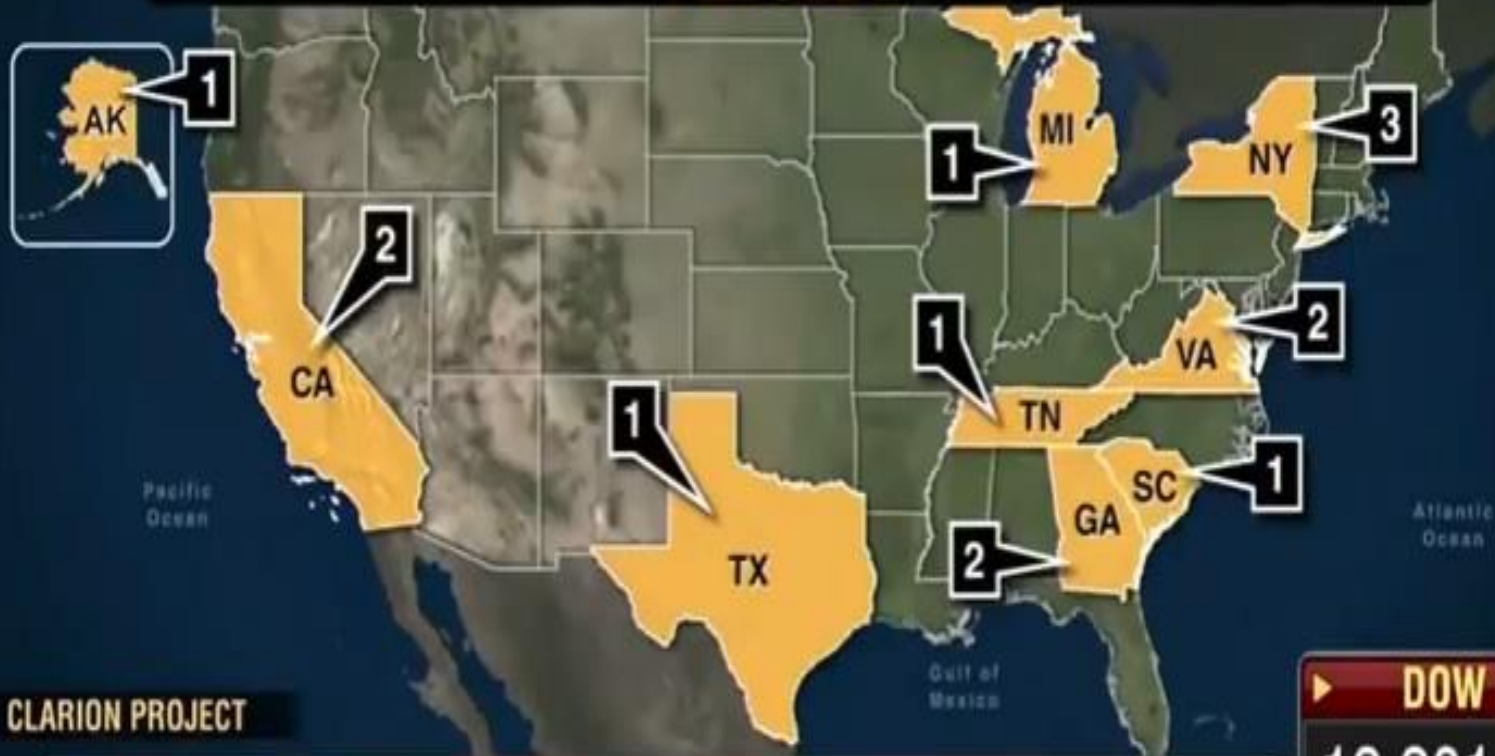 AK
1
MI
1
NY
3
CA
2
VA
2
TN
1
TX
1
SC
1
GA
2
Pacific
Ocean
Atlantic
Ocean
Gulf of
Mexico
CLARION PROJECT
DOW